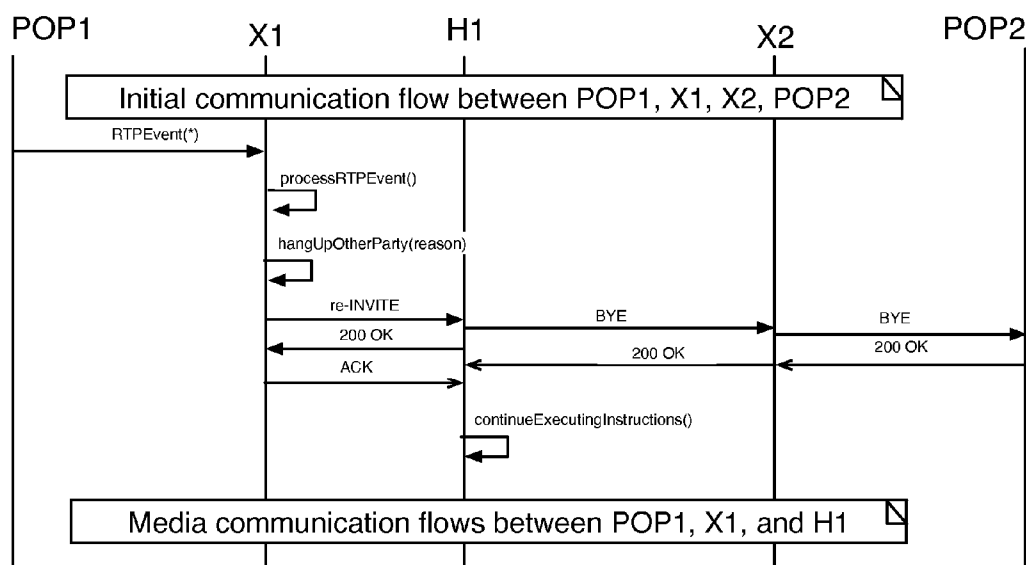 POP1
X1
H1
X2
POP2
Initial communication flow between POP1, X1, X2, POP2
RTPEvent(*)
processRTPEvent()
hangUpOtherParty(reason)
re-INVITE
BYE
BYE
200 OK
200 OK
200 OK
ACK
continueExecutingInstructions()
Media communication flows between POP1, X1, and H1